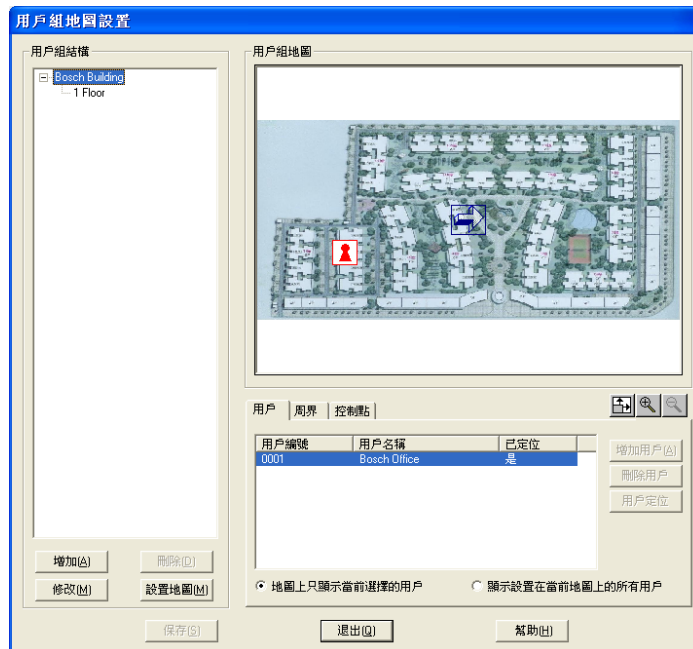 用戶組地圖設置
用戶組結構
Bosch Building
1 Floor
增加(A)
刪除(D)
修改(M)
設置地圖(M)
用戶組地圖
用戶
周界
控制點
用戶編號
用戶名稱
已定位
0001
Bosch Office
是
增加用戶(A)
刪除用戶
用戶定位
地圖上只顯示當前選擇的用戶
顯示設置在當前地圖上的所有用戶
保存(S)
退出(Q)
幫助(H)